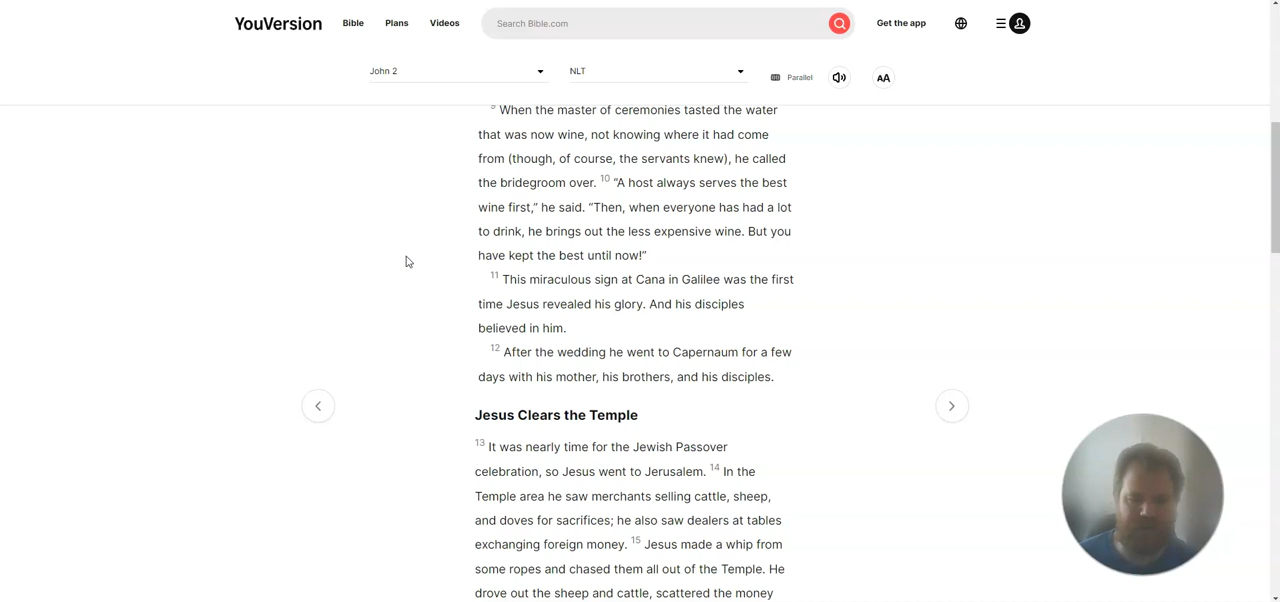 YouVersion Bible Plans Videos Search Bible.com Get the app
John 2 NLT Parallel AA
9 When the master of ceremonies tasted the water
that was now wine, not knowing where it had come
from (though, of course, the servants knew), he called
the bridegroom over. 10 “A host always serves the best
wine first,” he said. “Then, when everyone has had a lot
to drink, he brings out the less expensive wine. But you
have kept the best until now!”
11 This miraculous sign at Cana in Galilee was the first
time Jesus revealed his glory. And his disciples
believed in him.
12 After the wedding he went to Capernaum for a few
days with his mother, his brothers, and his disciples.
Jesus Clears the Temple
13 It was nearly time for the Jewish Passover
celebration, so Jesus went to Jerusalem. 14 In the
Temple area he saw merchants selling cattle, sheep,
and doves for sacrifices; he also saw dealers at tables
exchanging foreign money. 15 Jesus made a whip from
some ropes and chased them all out of the Temple. He
drove out the sheep and cattle, scattered the money